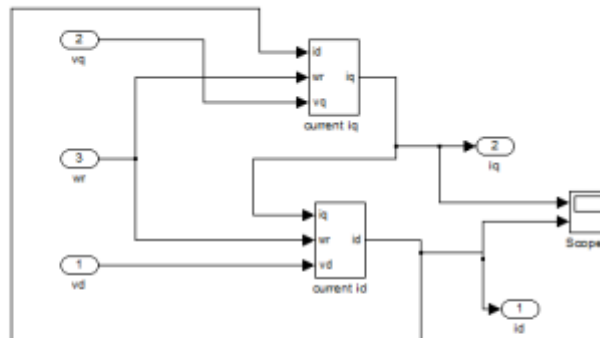 2
vq
id
wr
vq
iq
current iq
3
wr
2
iq
iq
wr
vd
id
current id
Scope
1
vd
1
id